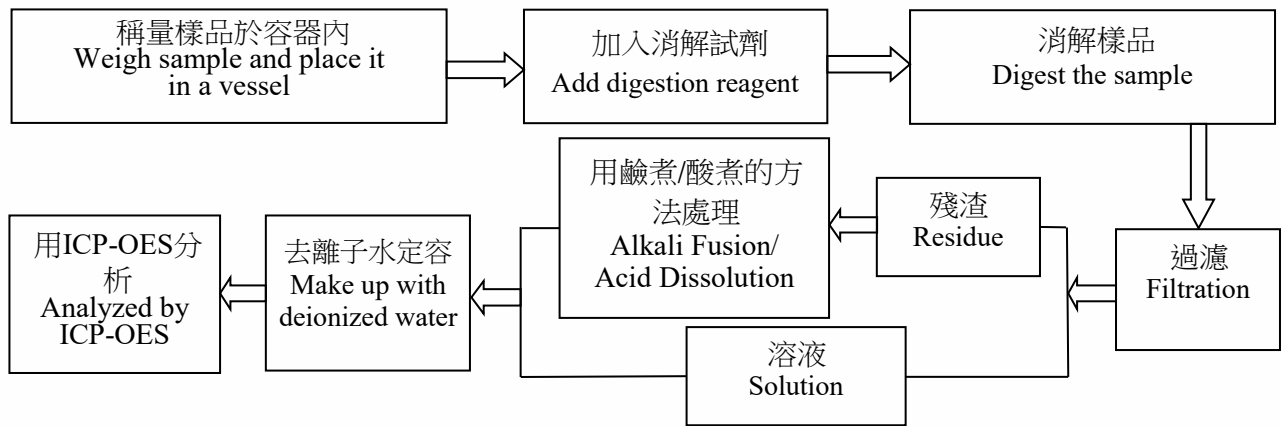 稱量樣品於容器內
Weigh sample and place it
in a vessel
加入消解試劑
Add digestion reagent
消解樣品
Digest the sample
過濾
Filtration
殘渣
Residue
用鹼煮/酸煮的方
法處理
Alkali Fusion/
Acid Dissolution
溶液
Solution
去離子水定容
Make up with
deionized water
用ICP-OES分
析
Analyzed by
ICP-OES